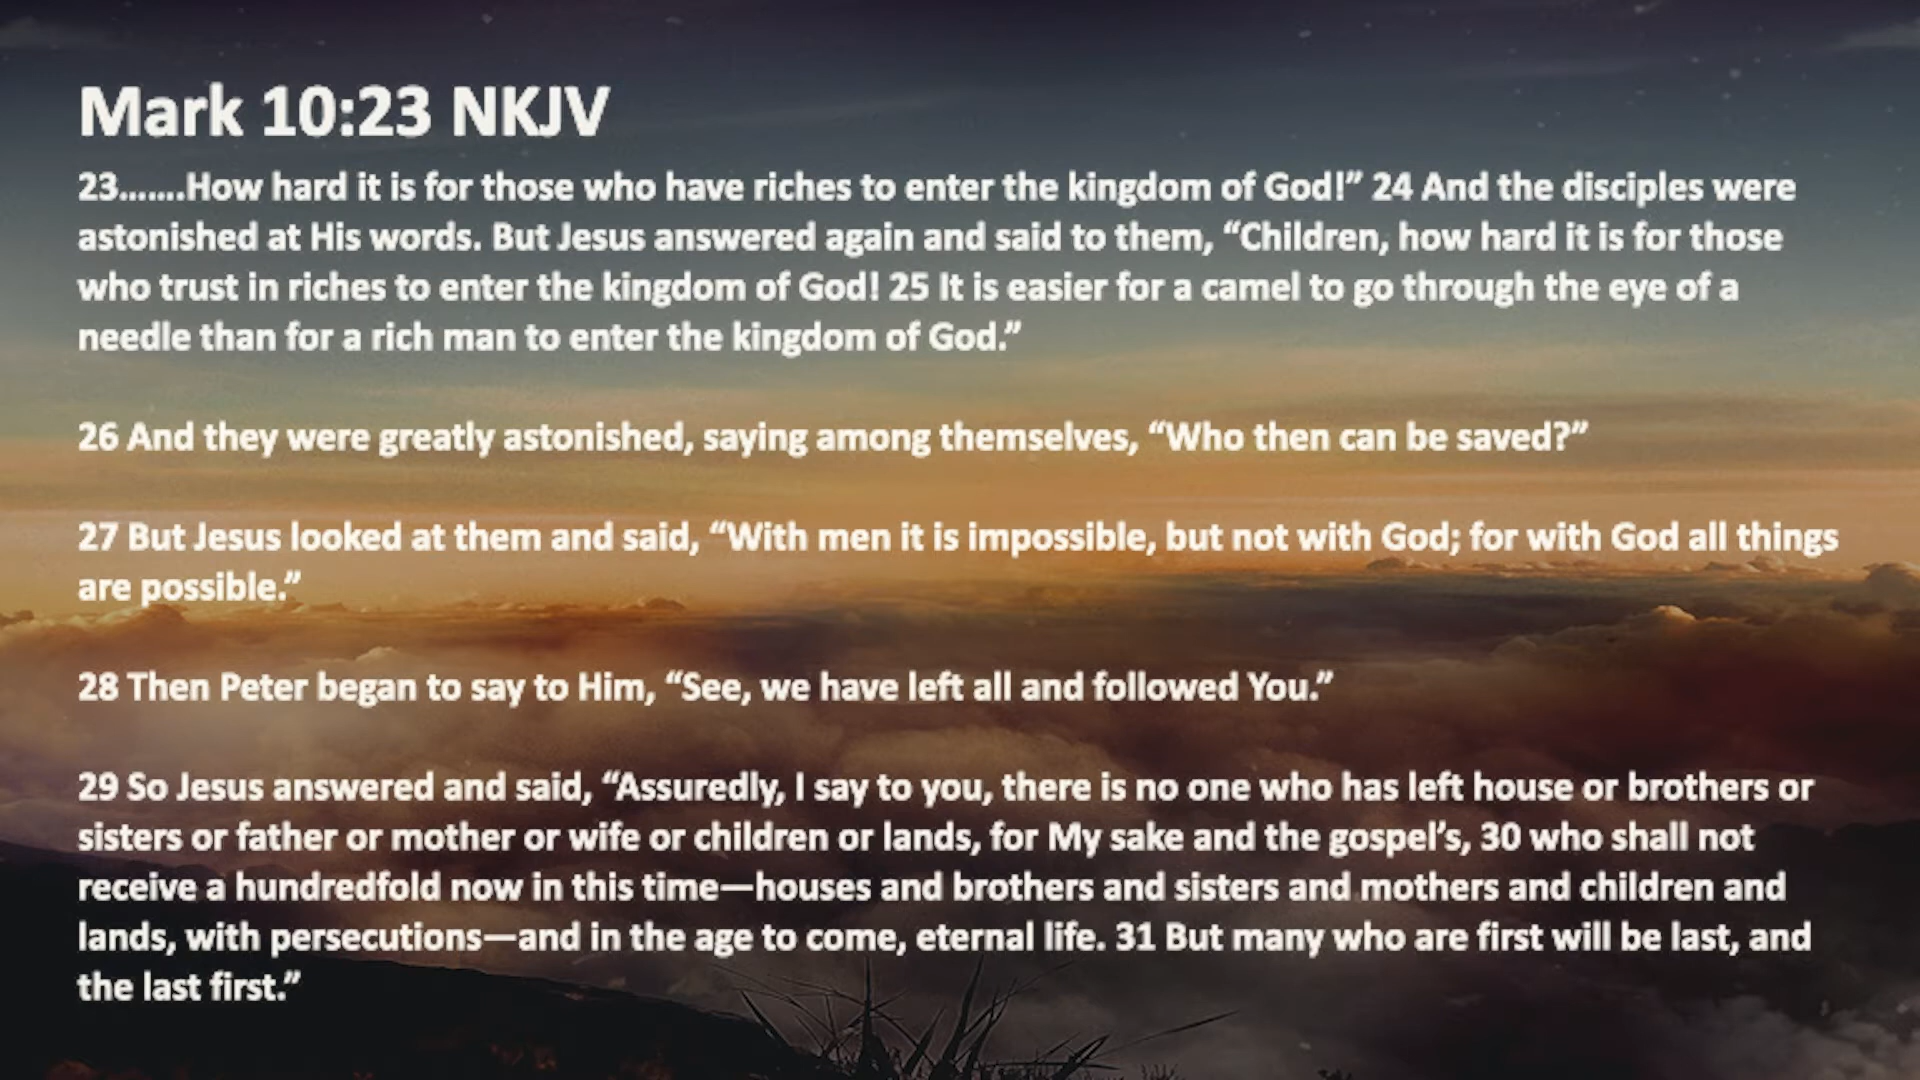 Mark 10:23 NKJV
23.......How hard it is for those who have riches to enter the kingdom of God!” 24 And the disciples were
astonished at His words. But Jesus answered again and said to them, “Children, how hard it is for those
who trust in riches to enter the kingdom of God! 25 It is easier for a camel to go through the eye of a
needle than for a rich man to enter the kingdom of God.”
26 And they were greatly astonished, saying among themselves, “Who then can be saved?”
27 But Jesus looked at them and said, “With men it is impossible, but not with God; for with God all things
are possible.”
28 Then Peter began to say to Him, “See, we have left all and followed You.”
29 So Jesus answered and said, “Assuredly, I say to you, there is no one who has left house or brothers or
sisters or father or mother or wife or children or lands, for My sake and the gospel’s, 30 who shall not
receive a hundredfold now in this time—houses and brothers and sisters and mothers and children and
lands, with persecutions—and in the age to come, eternal life. 31 But many who are first will be last, and
the last first.”